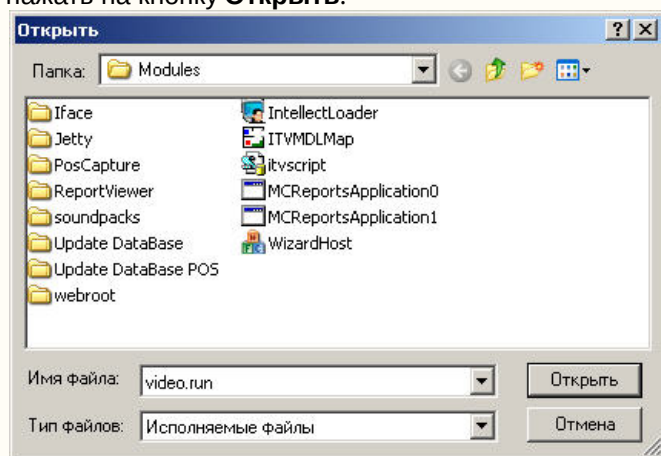 нажать на кнопку Открыть.
Открыть
Папка: Modules
Iface
Jetty
PosCapture
ReportViewer
soundpacks
Update DataBase
Update DataBase POS
webroot
IntellectLoader
ITVMDLMap
itvscript
MCReportsApplication0
MCReportsApplication1
WizardHost
Имя файла: video.run Открыть
Тип файлов: Исполняемые файлы Отмена